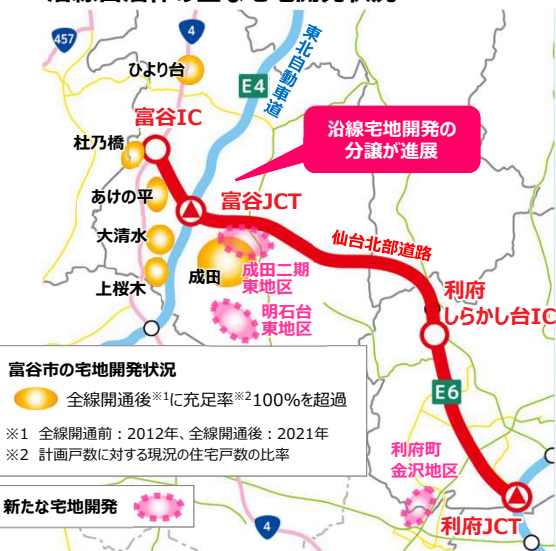 457
4
ひより台
E4
東北自動車道
富谷IC
沿線宅地開発の
分譲が進展
杜乃橋
あけの平
富谷JCT
大清水
仙台北部道路
成田
成田二期
東地区
利府
しらかし台IC
上桜木
明石台
東地区
富谷市の宅地開発状況
全線開通後※1に充足率※2100%を超過
※1 全線開通前：2012年、全線開通後：2021年
※2 計画戸数に対する現況の住宅戸数の比率
E6
利府町
金沢地区
新たな宅地開発
4
利府JCT